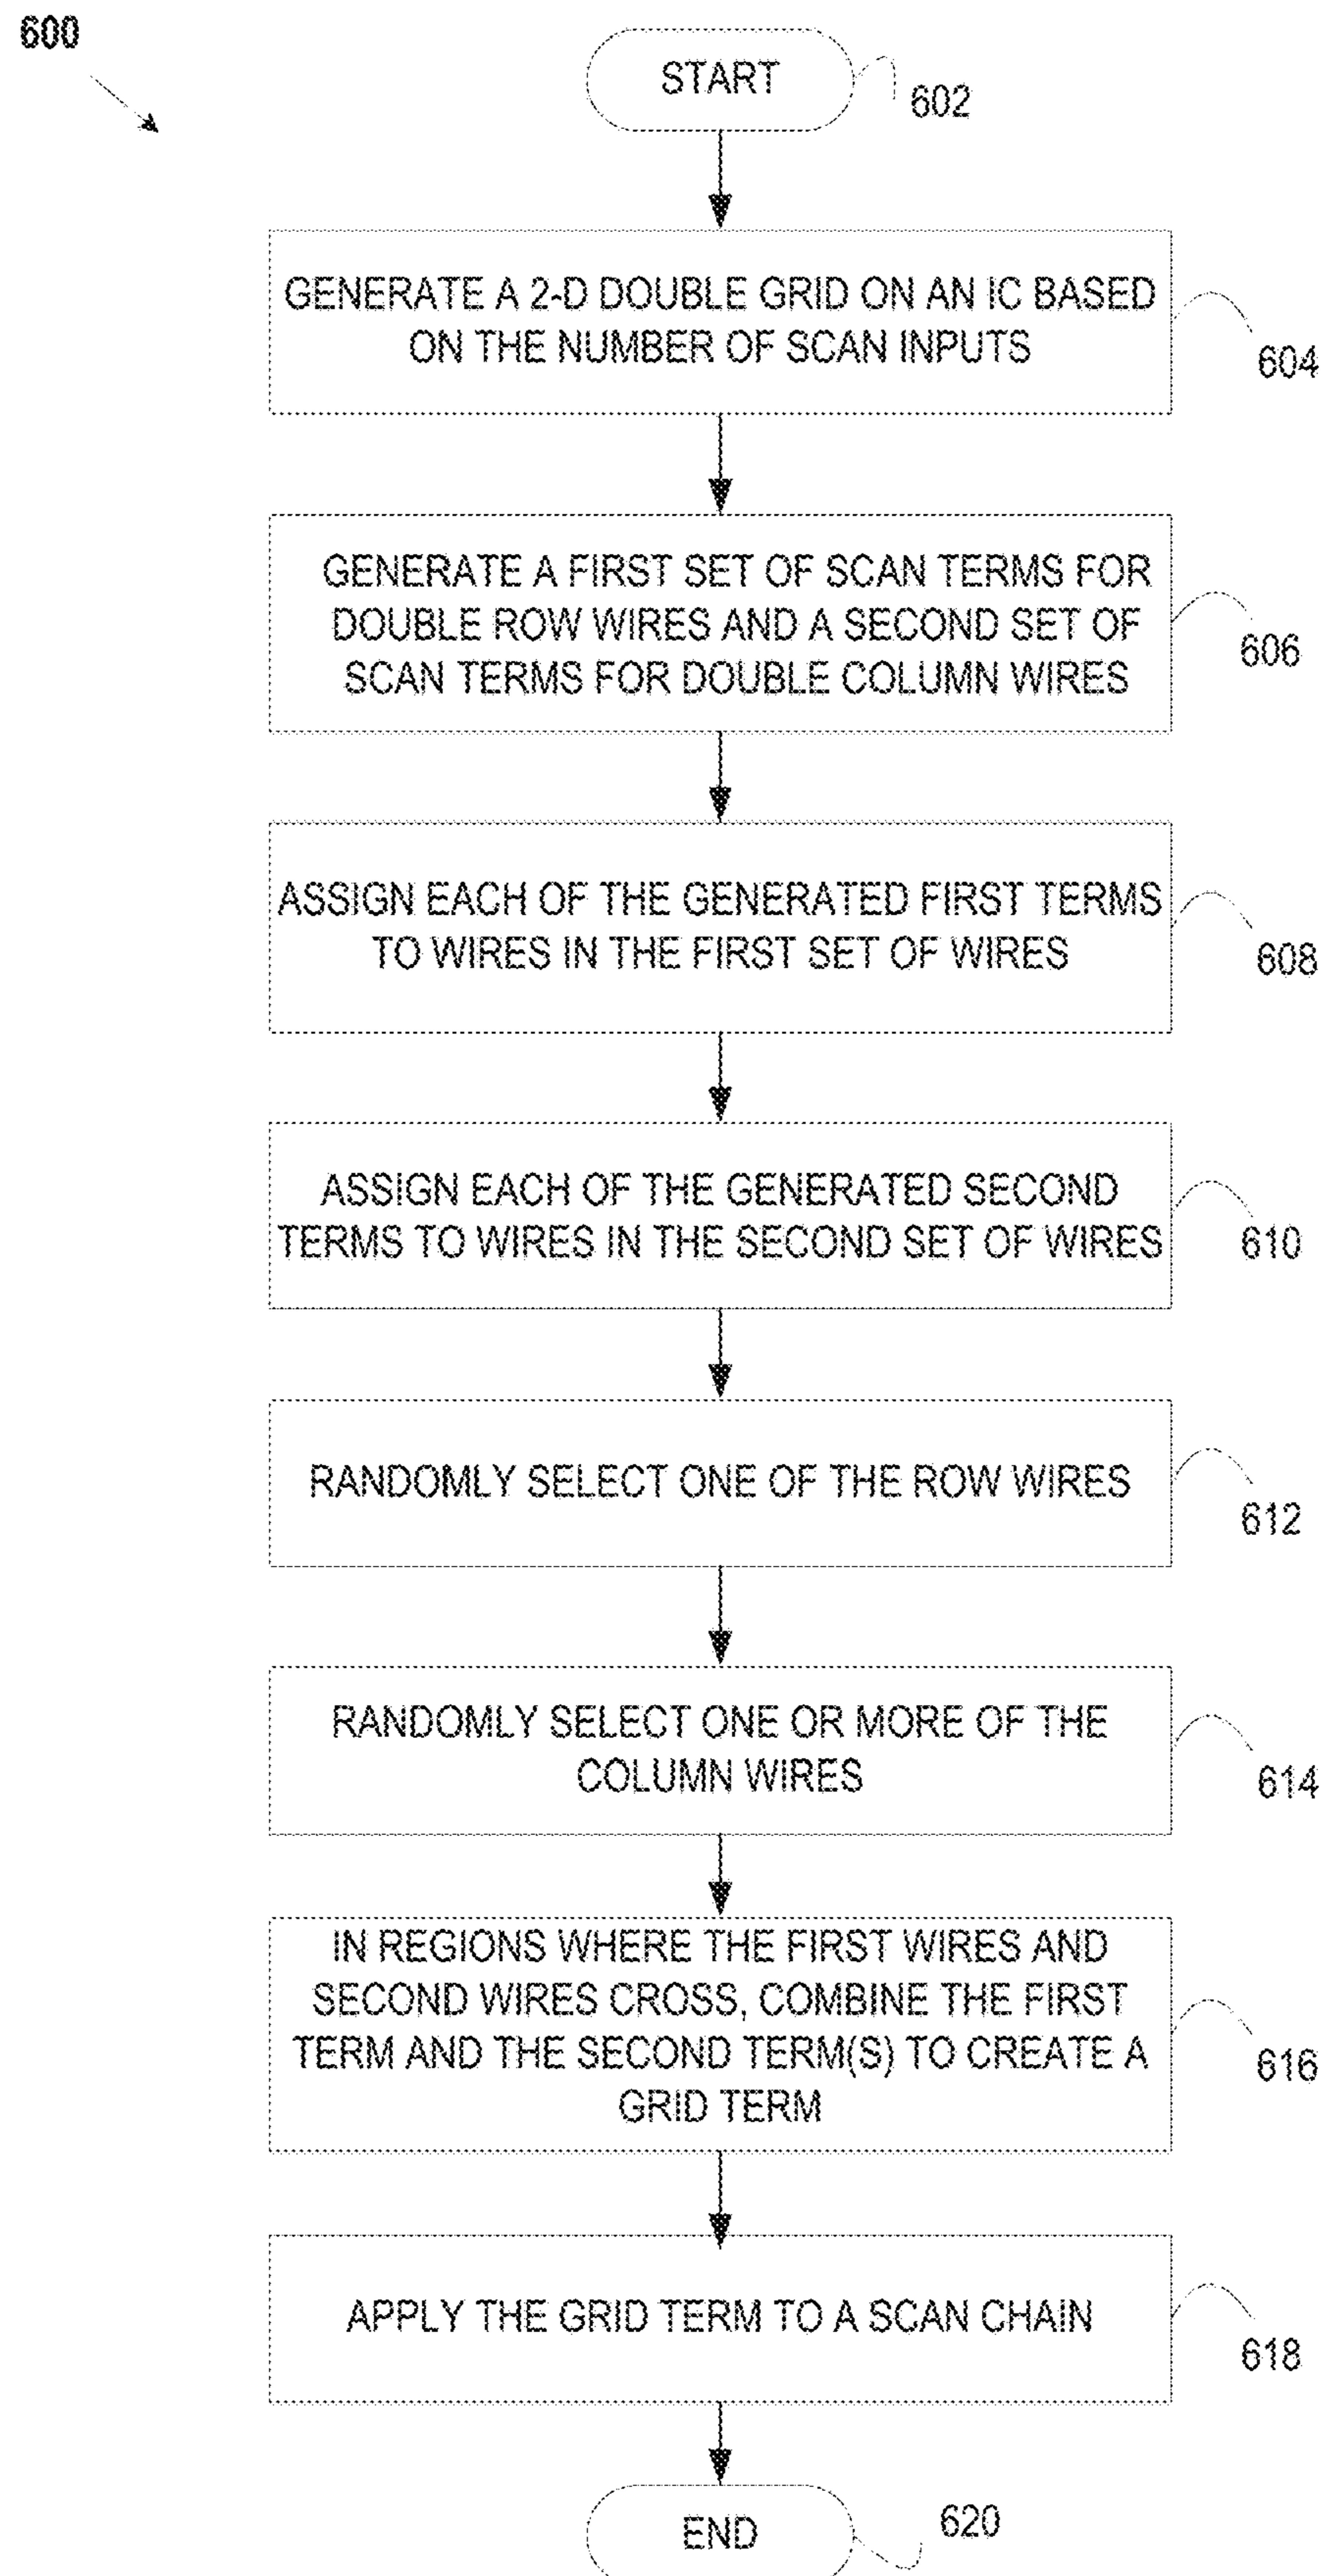 600
START
602
GENERATE A 2-D DOUBLE GRID ON AN IC BASED
ON THE NUMBER OF SCAN INPUTS
604
GENERATE A FIRST SET OF SCAN TERMS FOR
DOUBLE ROW WIRES AND A SECOND SET OF
SCAN TERMS FOR DOUBLE COLUMN WIRES
606
ASSIGN EACH OF THE GENERATED FIRST TERMS
TO WIRES IN THE FIRST SET OF WIRES
608
ASSIGN EACH OF THE GENERATED SECOND
TERMS TO WIRES IN THE SECOND SET OF WIRES
610
RANDOMLY SELECT ONE OF THE ROW WIRES
612
RANDOMLY SELECT ONE OR MORE OF THE
COLUMN WIRES
614
IN REGIONS WHERE THE FIRST WIRES AND
SECOND WIRES CROSS, COMBINE THE FIRST
TERM AND THE SECOND TERM(S) TO CREATE A
GRID TERM
616
APPLY THE GRID TERM TO A SCAN CHAIN
618
END
620